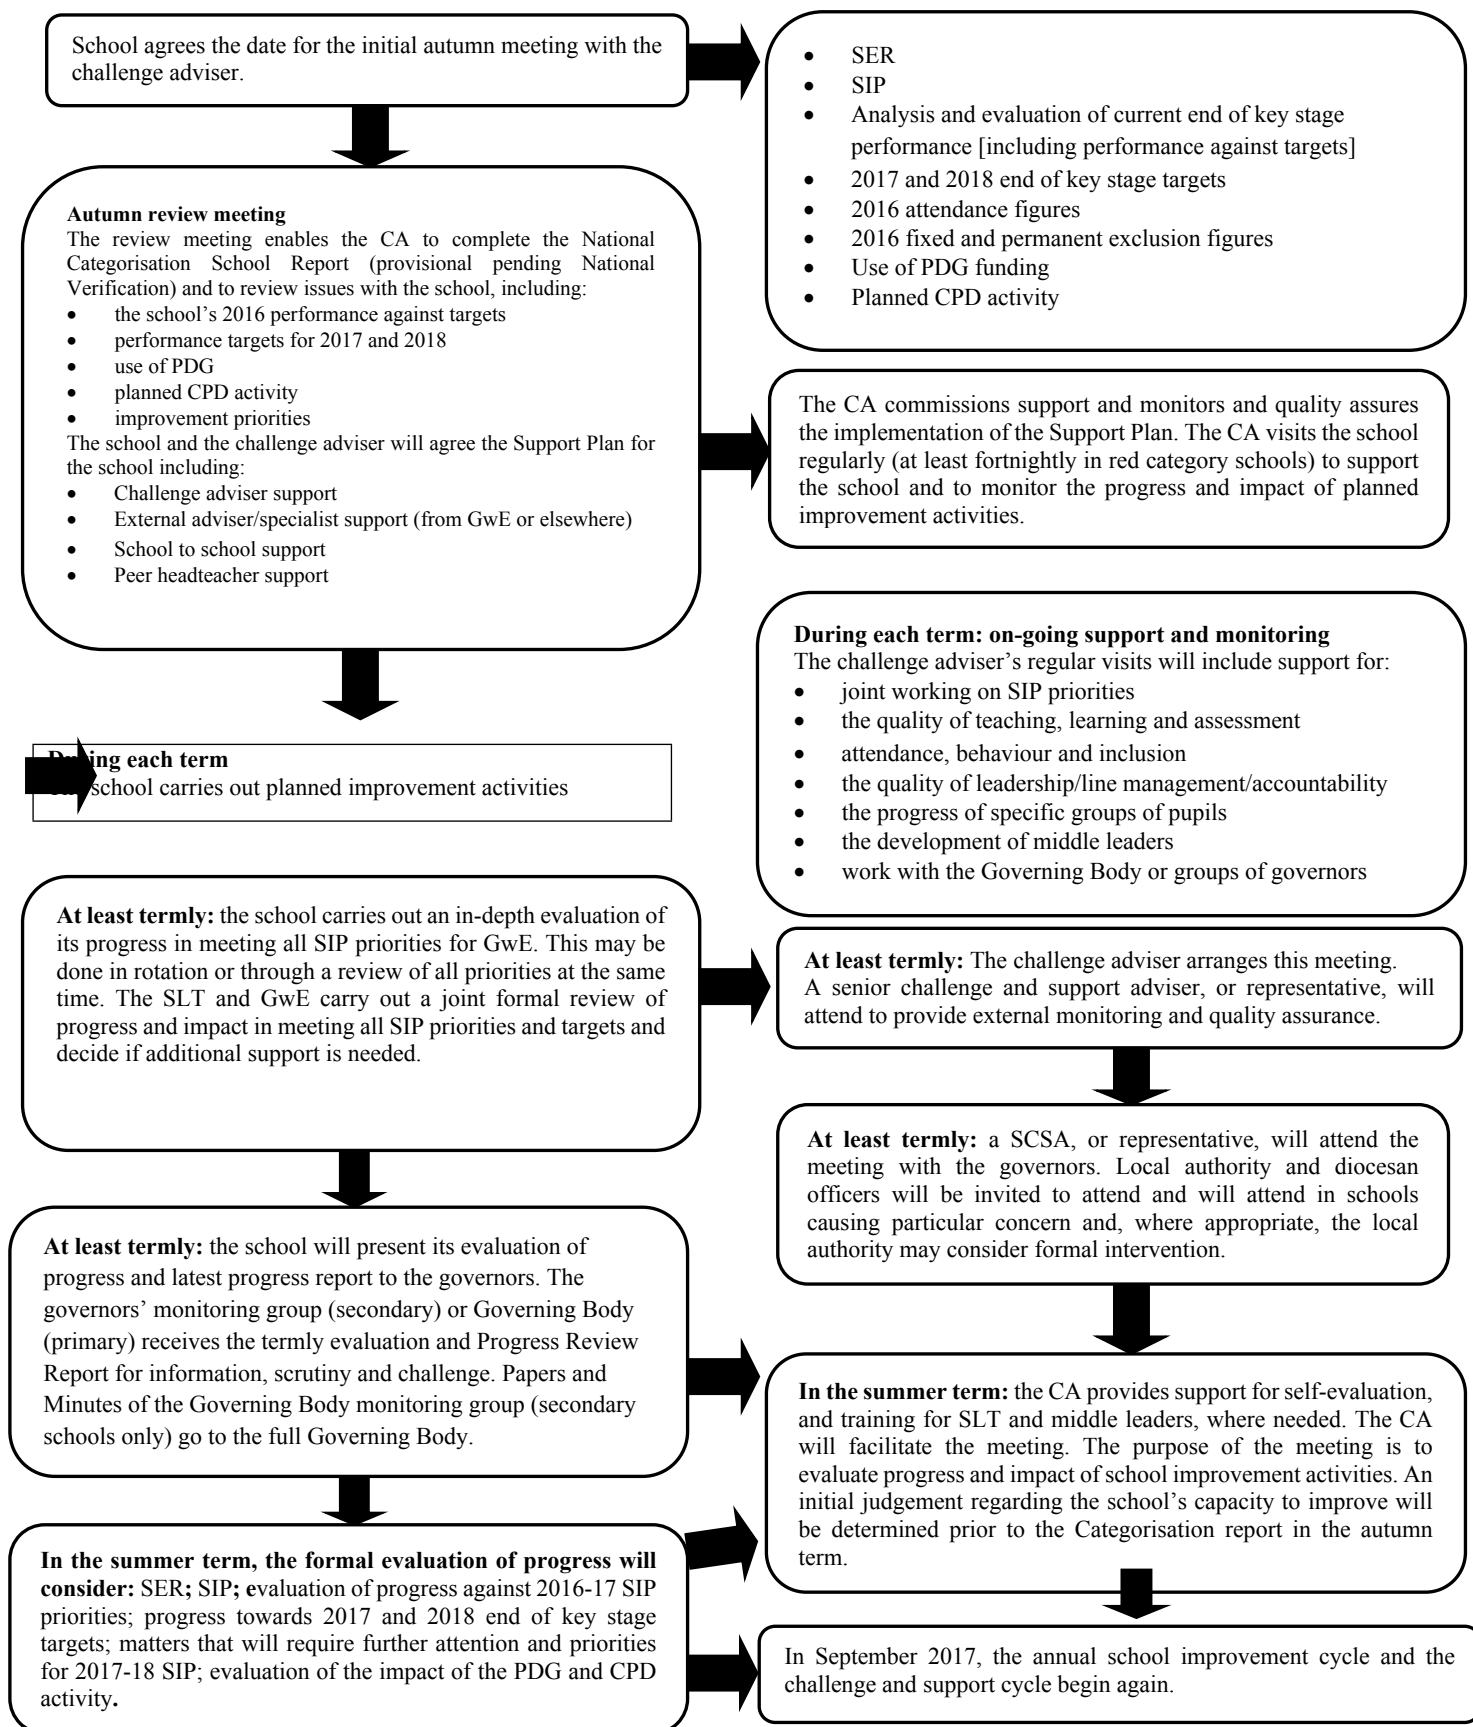 School agrees the date for the initial autumn meeting with the
challenge adviser.
• SER
• SIP
• Analysis and evaluation of current end of key stage
performance [including performance against targets]
• 2017 and 2018 end of key stage targets
• 2016 attendance figures
• 2016 fixed and permanent exclusion figures
• Use of PDG funding
• Planned CPD activity
Autumn review meeting
The review meeting enables the CA to complete the National
Categorisation School Report (provisional pending National
Verification) and to review issues with the school, including:
• the school’s 2016 performance against targets
• performance targets for 2017 and 2018
• use of PDG
• planned CPD activity
• improvement priorities
The school and the challenge adviser will agree the Support Plan for
the school including:
• Challenge adviser support
• External adviser/specialist support (from GwE or elsewhere)
• School to school support
• Peer headteacher support
The CA commissions support and monitors and quality assures
the implementation of the Support Plan. The CA visits the school
regularly (at least fortnightly in red category schools) to support
the school and to monitor the progress and impact of planned
improvement activities.
During each term: on-going support and monitoring
The challenge adviser’s regular visits will include support for:
• joint working on SIP priorities
• the quality of teaching, learning and assessment
• attendance, behaviour and inclusion
• the quality of leadership/line management/accountability
• the progress of specific groups of pupils
• the development of middle leaders
• work with the Governing Body or groups of governors
During each term
school carries out planned improvement activities
At least termly: the school carries out an in-depth evaluation of
its progress in meeting all SIP priorities for GwE. This may be
done in rotation or through a review of all priorities at the same
time. The SLT and GwE carry out a joint formal review of
progress and impact in meeting all SIP priorities and targets and
decide if additional support is needed.
At least termly: The challenge adviser arranges this meeting.
A senior challenge and support adviser, or representative, will
attend to provide external monitoring and quality assurance.
At least termly: a SCSA, or representative, will attend the
meeting with the governors. Local authority and diocesan
officers will be invited to attend and will attend in schools
causing particular concern and, where appropriate, the local
authority may consider formal intervention.
At least termly: the school will present its evaluation of
progress and latest progress report to the governors. The
governors’ monitoring group (secondary) or Governing Body
(primary) receives the termly evaluation and Progress Review
Report for information, scrutiny and challenge. Papers and
Minutes of the Governing Body monitoring group (secondary
schools only) go to the full Governing Body.
In the summer term: the CA provides support for self-evaluation,
and training for SLT and middle leaders, where needed. The CA
will facilitate the meeting. The purpose of the meeting is to
evaluate progress and impact of school improvement activities. An
initial judgement regarding the school’s capacity to improve will
be determined prior to the Categorisation report in the autumn
term.
In the summer term, the formal evaluation of progress will
consider: SER; SIP; evaluation of progress against 2016-17 SIP
priorities; progress towards 2017 and 2018 end of key stage
targets; matters that will require further attention and priorities
for 2017-18 SIP; evaluation of the impact of the PDG and CPD
activity.
In September 2017, the annual school improvement cycle and the
challenge and support cycle begin again.